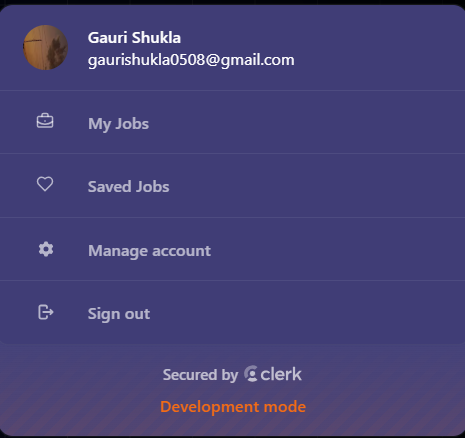 Gauri Shukla
gaurishukla0508@gmail.com
My Jobs
Saved Jobs
Manage account
Sign out
Secured by clerk
Development mode